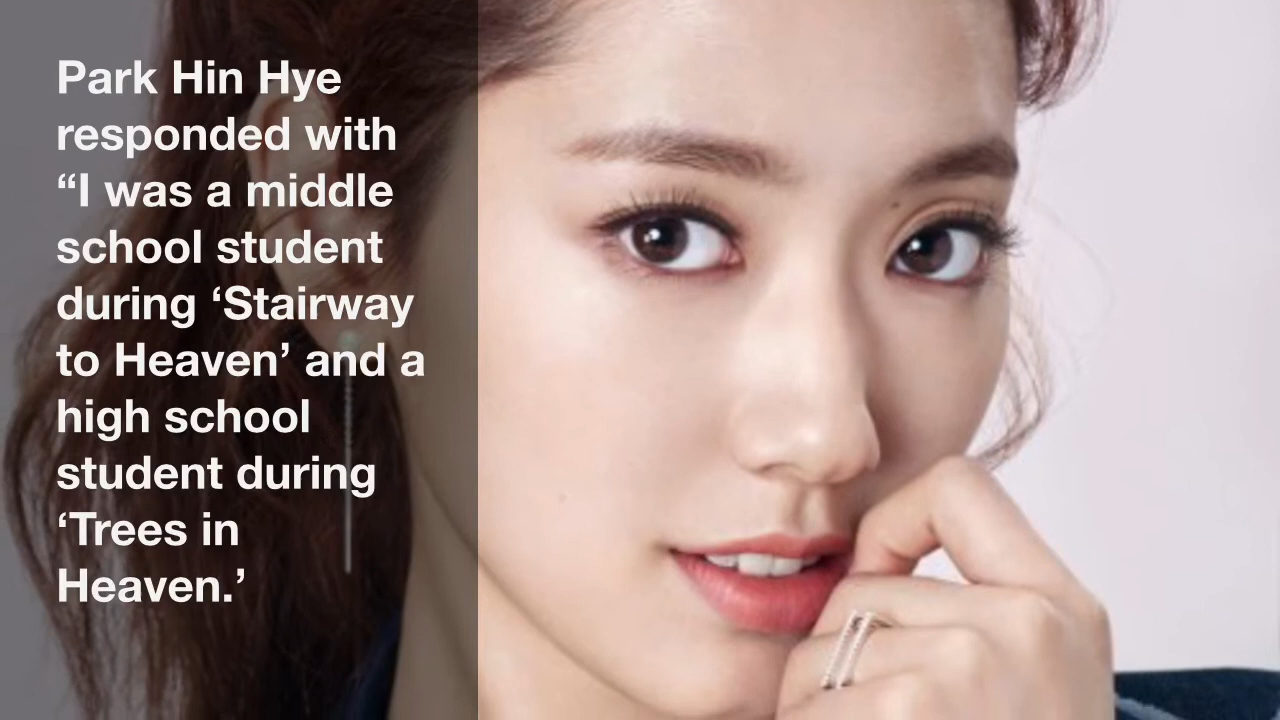 Park Hin Hye
responded with
“I was a middle
school student
during ‘Stairway
to Heaven’ and a
high school
student during
‘Trees in
Heaven.’